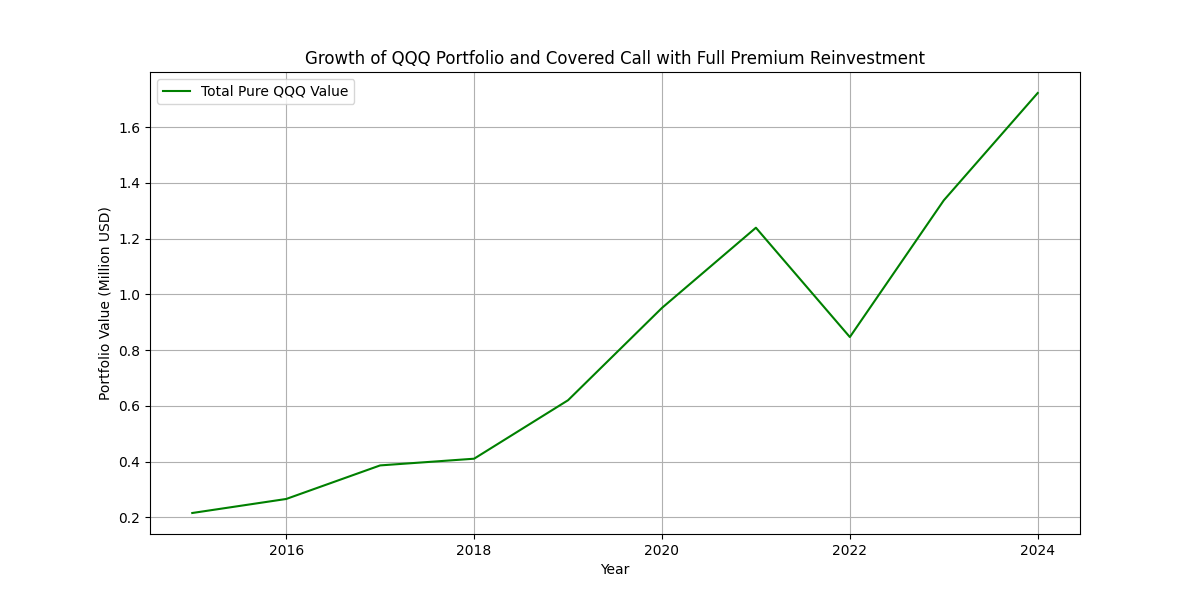 Growth of QQQ Portfolio and Covered Call with Full Premium Reinvestment
Total Pure QQQ Value
Portfolio Value (Million USD)
1.6
1.4
1.2
1.0
0.8
0.6
0.4
0.2
2016 2018 2020 2022 2024
Year